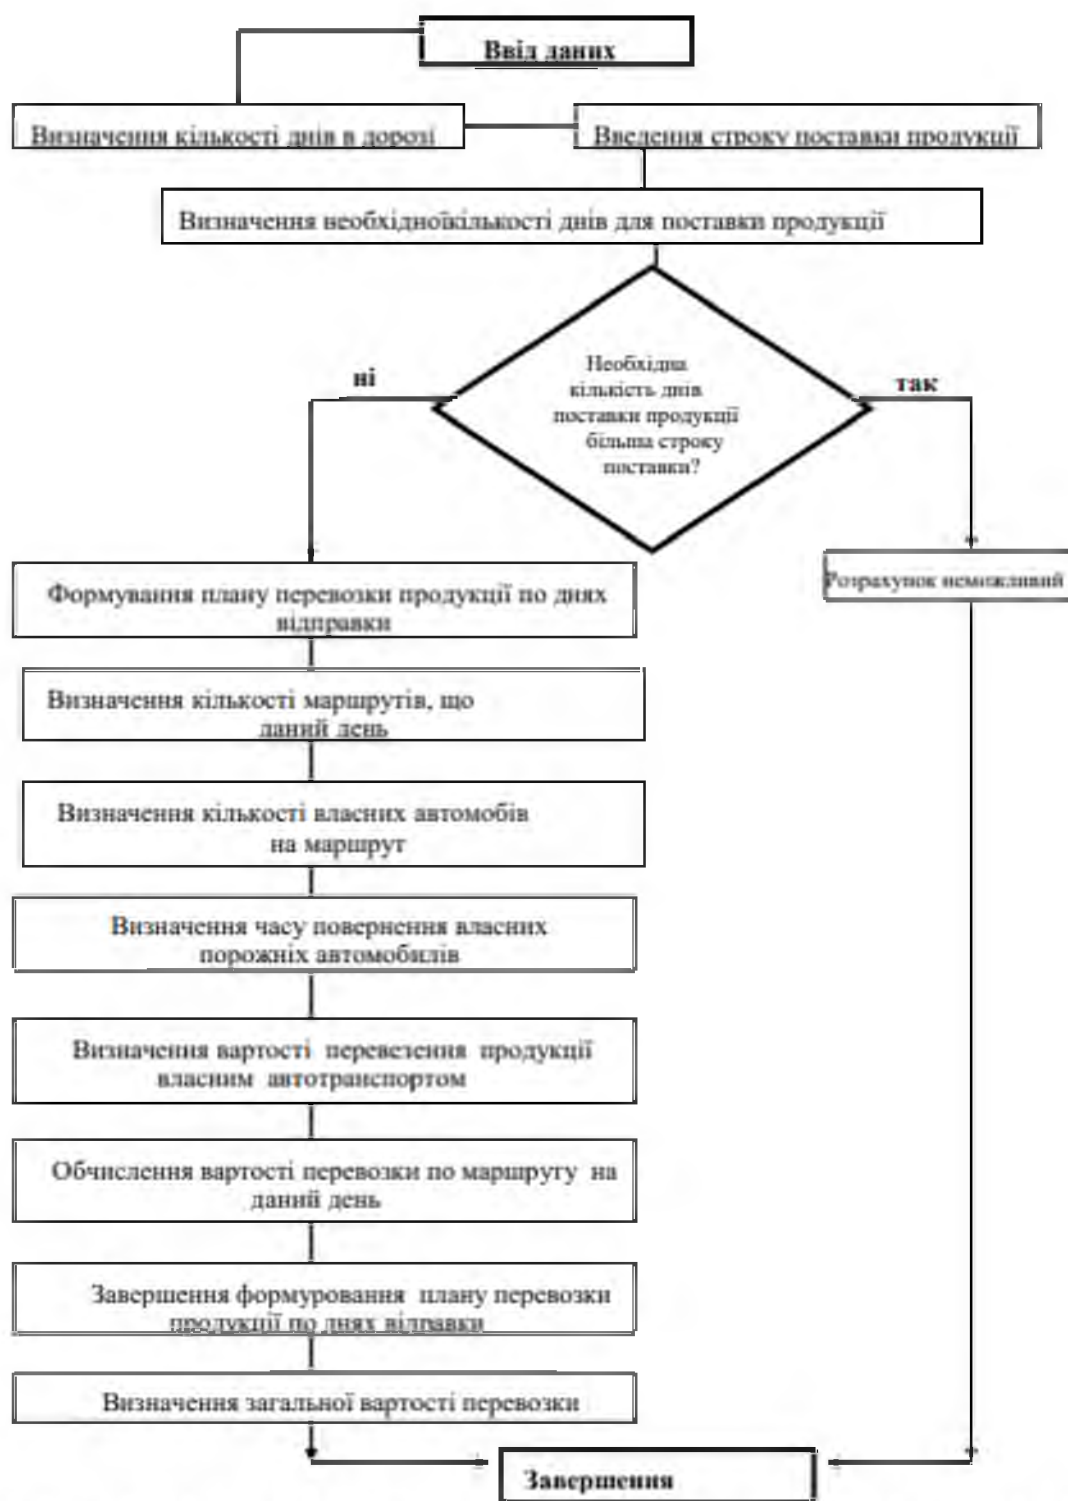 Ввід даних
Визначення кількості днів в дорозі
Введення строку поставки продукції
Визначення необхідноїкількості днів для поставки продукції
Необхідна
кількість днів
поставки продукції
більша строку
поставки?
ні
так
Розрахунок неможливий
Формування плану перевозки продукції по днях
відправки
Визначення кількості маршрутів, що
даний день
Визначення кількості власних автомобів
на маршрут
Визначення часу повернення власних
порожніх автомобилів
Визначення вартості перевезення продукції
власним автотранспортом
Обчислення вартості перевозки по маршруту на
даний день
Завершення формуровання плану перевозки
продукції по днях відправки
Визначення загальної вартості перевозки
Завершення